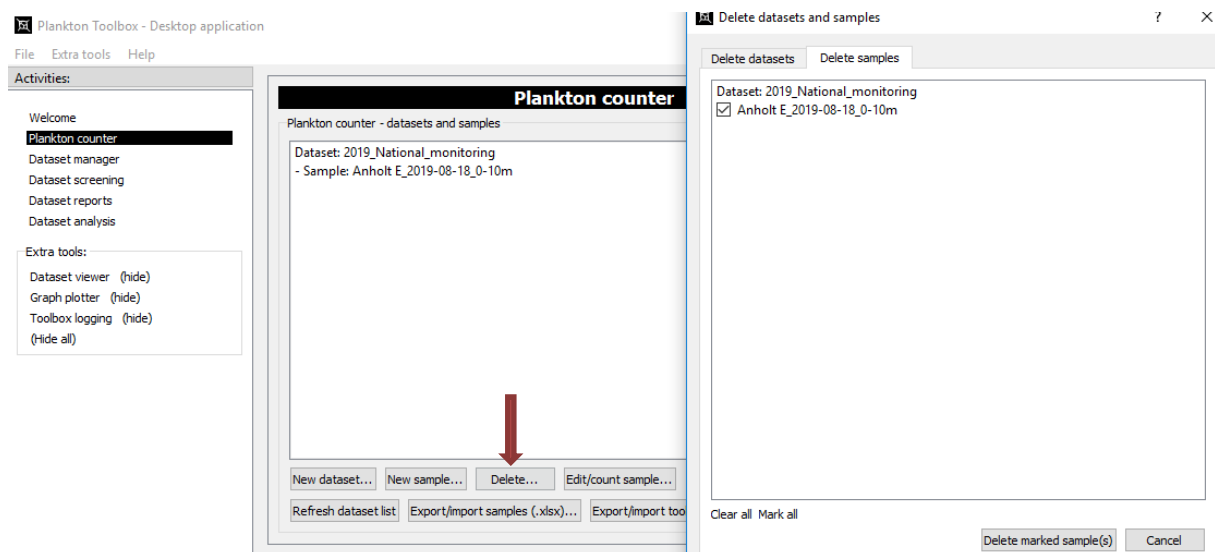 Plankton Toolbox - Desktop application
File Extra tools Help
Activities:
Welcome
Plankton counter
Dataset manager
Dataset screening
Dataset reports
Dataset analysis
Extra tools:
Dataset viewer (hide)
Graph plotter (hide)
Toolbox logging (hide)
(Hide all)
Plankton counter
Plankton counter - datasets and samples
Dataset: 2019_National_monitoring
- Sample: Anholt E_2019-08-18_0-10m
New dataset... New sample... Delete... Edit/count sample...
Refresh dataset list Export/import samples (.xlsx)... Export/import too
Delete datasets and samples ?
Delete datasets Delete samples
Dataset: 2019_National_monitoring
Anholt E_2019-08-18_0-10m
Clear all Mark all
Delete marked sample(s) Cancel